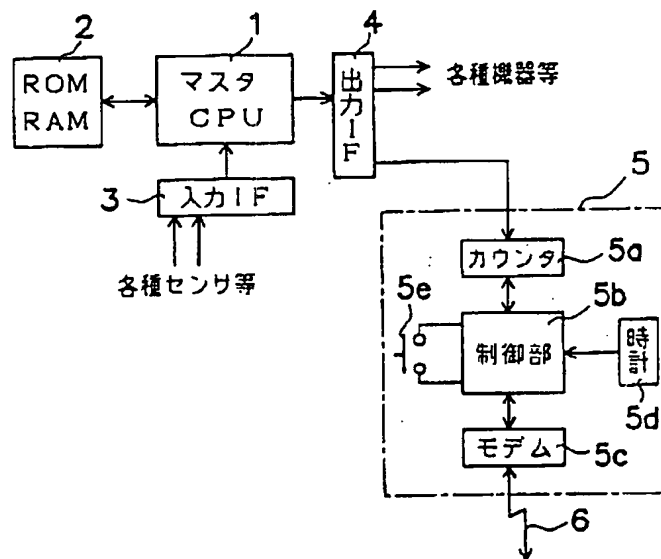 2
1
4
ROM
RAM
マスタ
CPU
出力IF
各種機器等
3
入力IF
各種センサ等
5
カウンタ
5a
5e
5b
制御部
時計
5d
モデム
5c
6